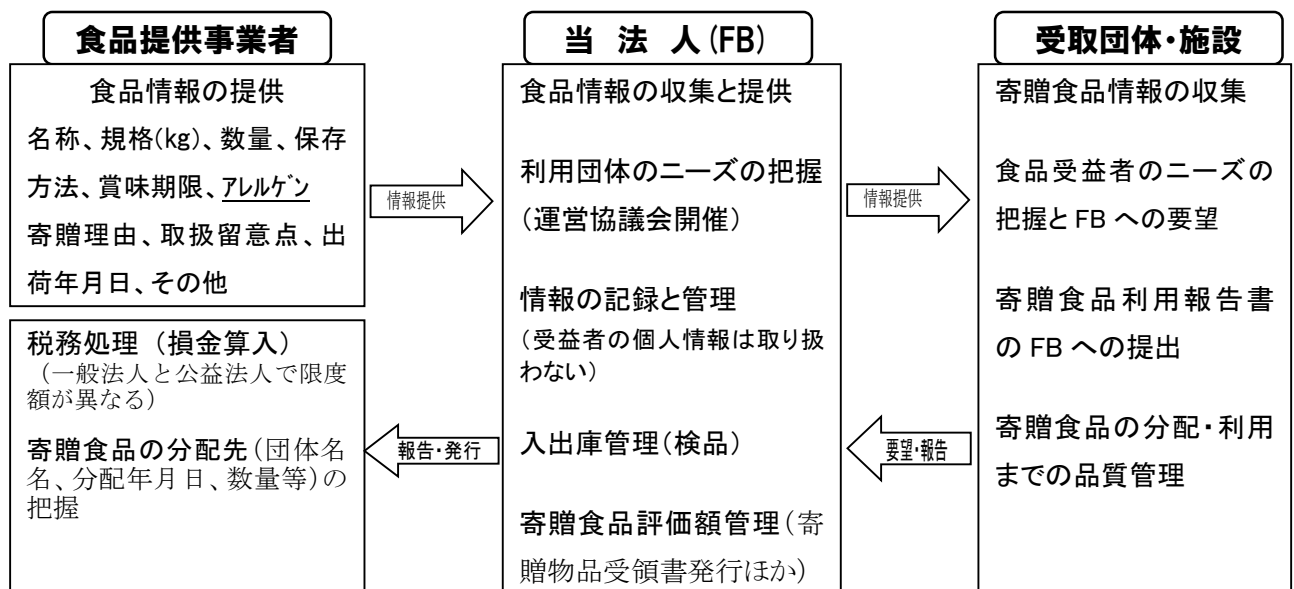 食品提供事業者
食品情報の提供
名称、規格(kg)、数量、保存
方法、賞味期限、アレルゲン
寄贈理由、取扱留意点、出
荷年月日、その他
税務処理（損金算入）
（一般法人と公益法人で限度
額が異なる）
寄贈食品の分配先(団体名
名、分配年月日、数量等)の
把握
情報提供
報告・発行
当 法 人(FB)
食品情報の収集と提供
利用団体のニーズの把握
（運営協議会開催）
情報の記録と管理
（受益者の個人情報は取り扱
わない）
入出庫管理（検品）
寄贈食品評価額管理（寄
贈物品受領書発行ほか）
情報提供
要望・報告
受取団体・施設
寄贈食品情報の収集
食品受益者のニーズの
把握と FB への要望
寄贈食品利用報告書
の FB への提出
寄贈食品の分配・利用
までの品質管理